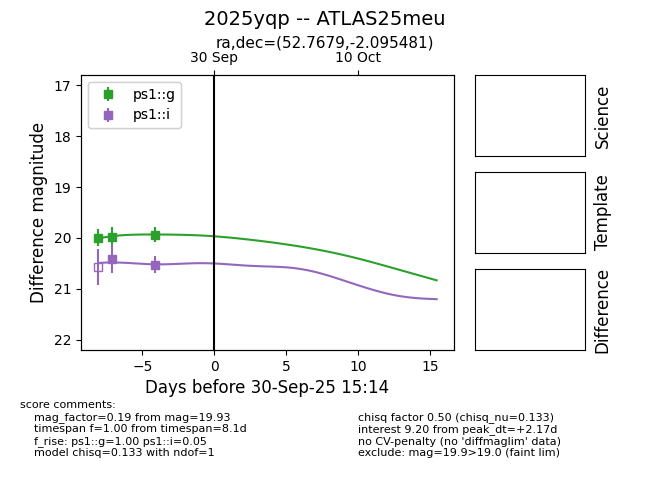 2025yqp -- ATLAS25meu
ra,dec=(52.7679,-2.095481)
30 Sep
10 Oct
ps1::g
ps1::i
17
18
19
20
21
22
Difference magnitude
−5
0
5
10
15
Days before 30-Sep-25 15:14
Science
Template
Difference
score comments:
mag_factor=0.19 from mag=19.93
timespan f=1.00 from timespan=8.1d
f_rise: ps1::g=1.00 ps1::i=0.05
model chisq=0.133 with ndof=1
chisq factor 0.50 (chisq_nu=0.133)
interest 9.20 from peak_dt=+2.17d
no CV-penalty (no 'diffmaglim' data)
exclude: mag=19.9>19.0 (faint lim)